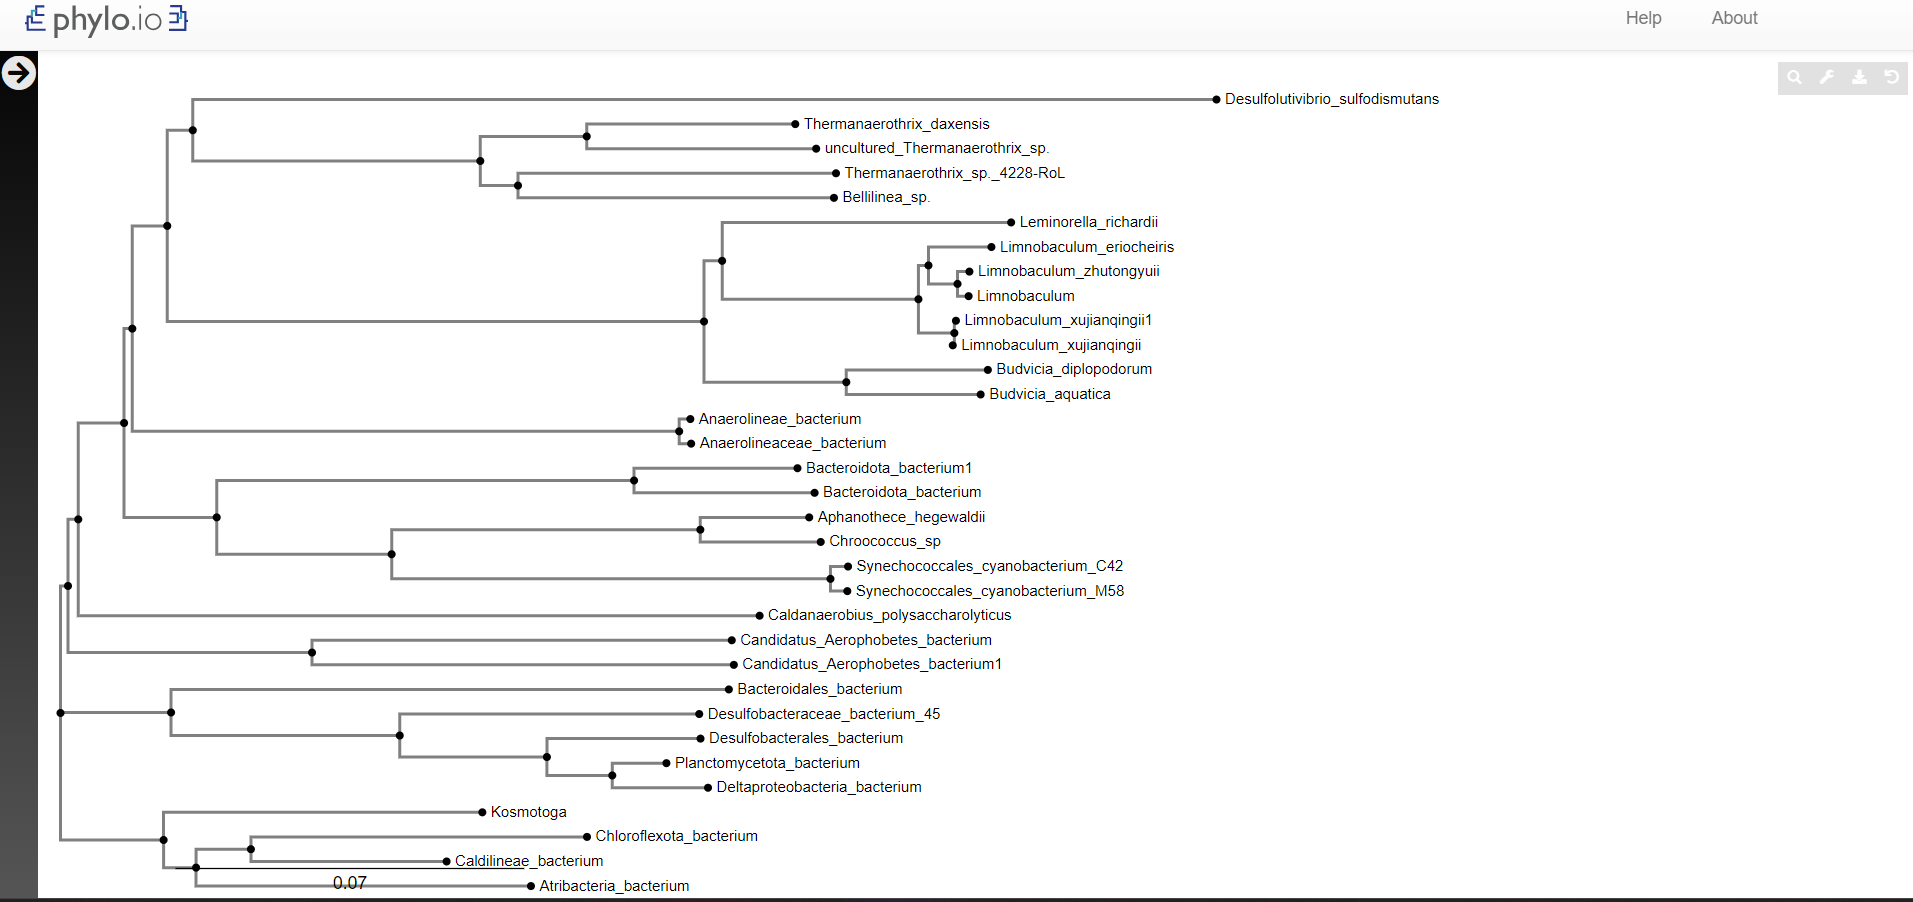 phylo.io
Help
About
Desulfolutivibrio_sulfodismutans
Thermanaerothrix_daxensis
uncultured_Thermanaerothrix_sp.
Thermanaerothrix_sp._4228-RoL
Bellilinea_sp.
Leminorella_richardii
Limnobaculum_eriocheiris
Limnobaculum_zhutongyuii
Limnobaculum
Limnobaculum_xujianqingii1
Limnobaculum_xujianqingii
Budvicia_diplopodorum
Budvicia_aquatica
Anaerolineae_bacterium
Anaerolineaceae_bacterium
Bacteroidota_bacterium1
Bacteroidota_bacterium
Aphanothece_hegewaldii
Chroococcus_sp
Synechococcales_cyanobacterium_C42
Synechococcales_cyanobacterium_M58
Caldanaerobius_polysaccharolyticus
Candidatus_Aerophobetes_bacterium
Candidatus_Aerophobetes_bacterium1
Bacteroidales_bacterium
Desulfobacteraceae_bacterium_45
Desulfobacterales_bacterium
Planctomycetota_bacterium
Deltaproteobacteria_bacterium
Kosmotoga
Chloroflexota_bacterium
Caldilineae_bacterium
0.07
Atribacteria_bacterium